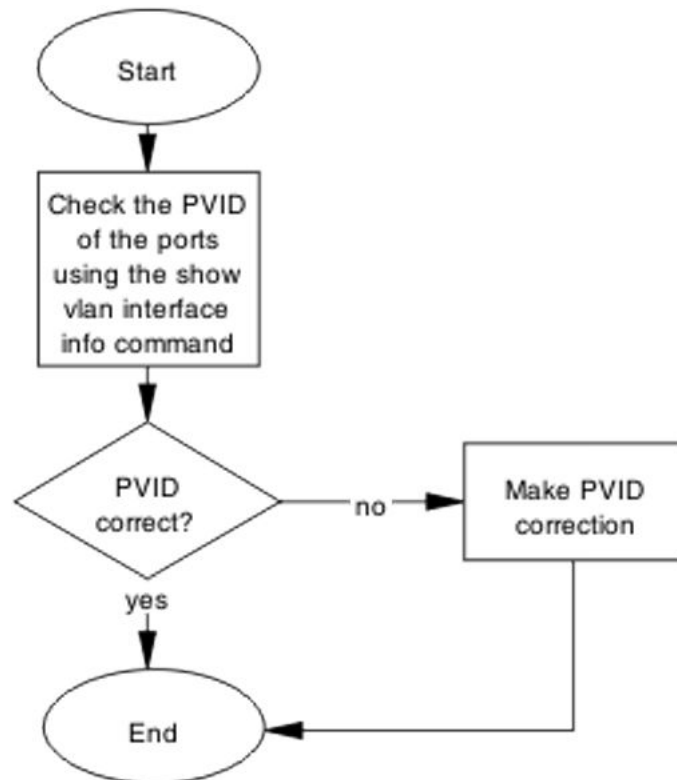 Start
Check the PVID
of the ports
using the show
vlan interface
info command
PVID
correct?
no
Make PVID
correction
yes
End